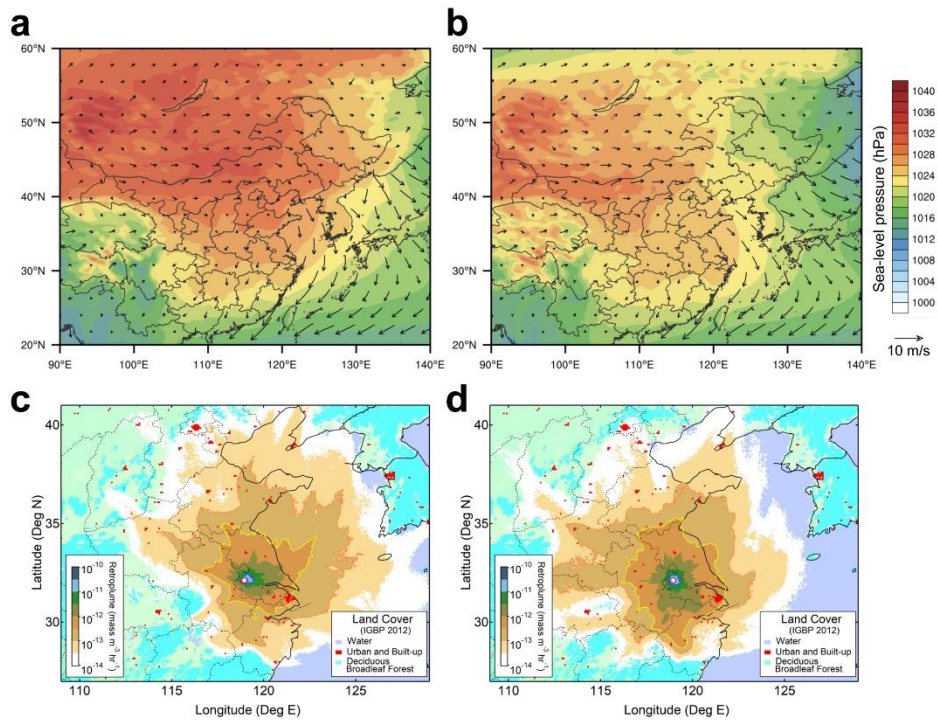 a
b
60°N
50°N
40°N
30°N
20°N
90°E
100°E
110°E
120°E
130°E
140°E
60°N
50°N
40°N
30°N
20°N
90°E
100°E
110°E
120°E
130°E
140°E
1040
1036
1032
1028
1024
1020
1016
1012
1008
1004
1000
Sea-level pressure (hPa)
10 m/s
c
d
40
35
30
Latitude (Deg N)
10⁻¹⁰
10⁻¹¹
10⁻¹²
10⁻¹³
10⁻¹⁴
Retroplume (mass m⁻³ hr⁻¹)
Land Cover
(IGBP 2012)
Water
Urban and Built-up
Deciduous
Broadleaf Forest
110
115
120
125
Longitude (Deg E)
40
35
30
Latitude (Deg N)
10⁻¹⁰
10⁻¹¹
10⁻¹²
10⁻¹³
10⁻¹⁴
Retroplume (mass m⁻³ hr⁻¹)
Land Cover
(IGBP 2012)
Water
Urban and Built-up
Deciduous
Broadleaf Forest
110
115
120
125
Longitude (Deg E)